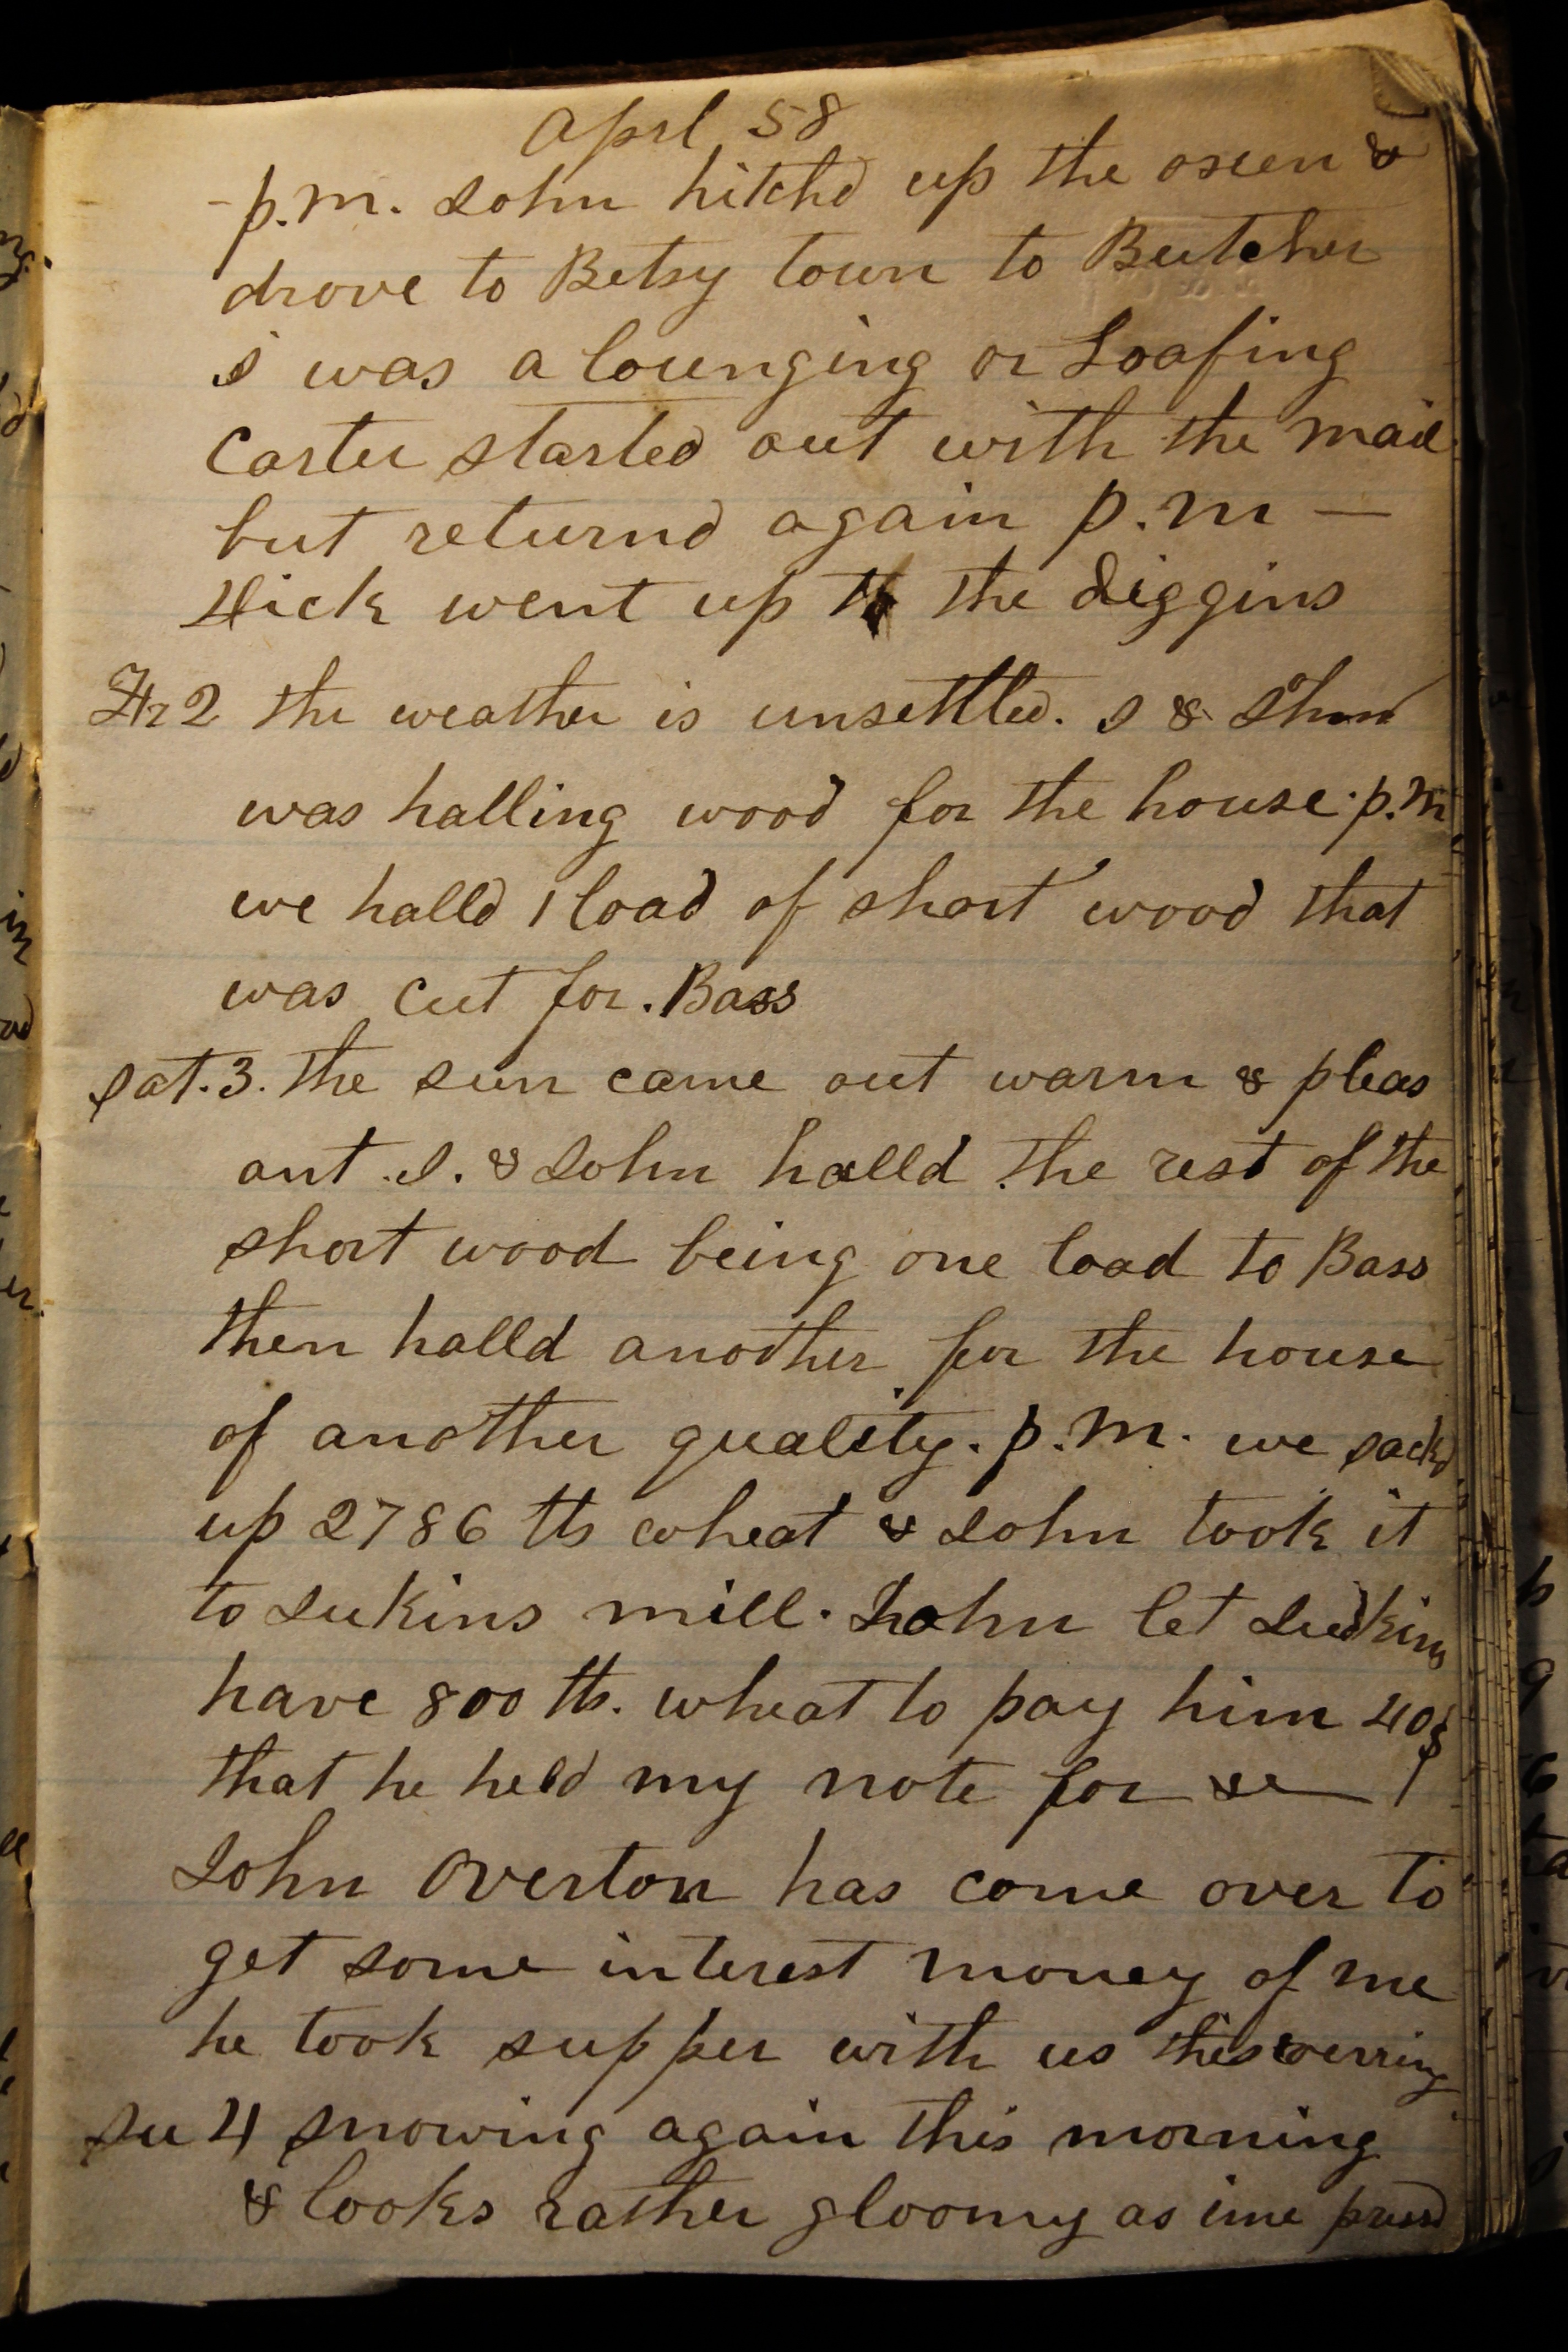 Aprl 58
- p.m. John hitchd up the oxen &
drove to Betsy town to Butcher
I was a lounging or Loafing
Carter started out with the mail
but returnd again p.m —
Dick went up to the Diggins
Fr 2 the weather is unsettled. I & John
was halling wood for the house. p.m
we halld 1 load of short wood that
was cut for. Bass
Sat. 3. the sun came out warm & pleas
ant. I. & John halld the rest of the
short wood being one load to Bass
then halld another for the house
of another quality. p.m. we sackd
up 2786 lbs wheat & John took it
to Lukins mill. John let Ludkins
have 800 lbs. wheat to pay him 40$
that he held my note for
John Overton has come over to
get some interest money of me
he took supper with us this evening
Su 4 snowing again this morning
& looks rather gloomy as ime